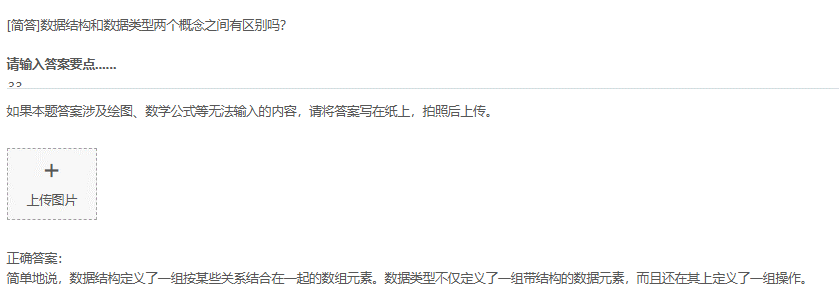 [简答]数据结构和数据类型两个概念之间有区别吗?
请输入答案要点……
如果本题答案涉及绘图、数学公式等无法输入的内容，请将答案写在纸上，拍照后上传。
+
上传图片
正确答案：
简单地说，数据结构定义了一组按某些关系结合在一起的数组元素。数据类型不仅定义了一组带结构的数据元素，而且还在其上定义了一组操作。